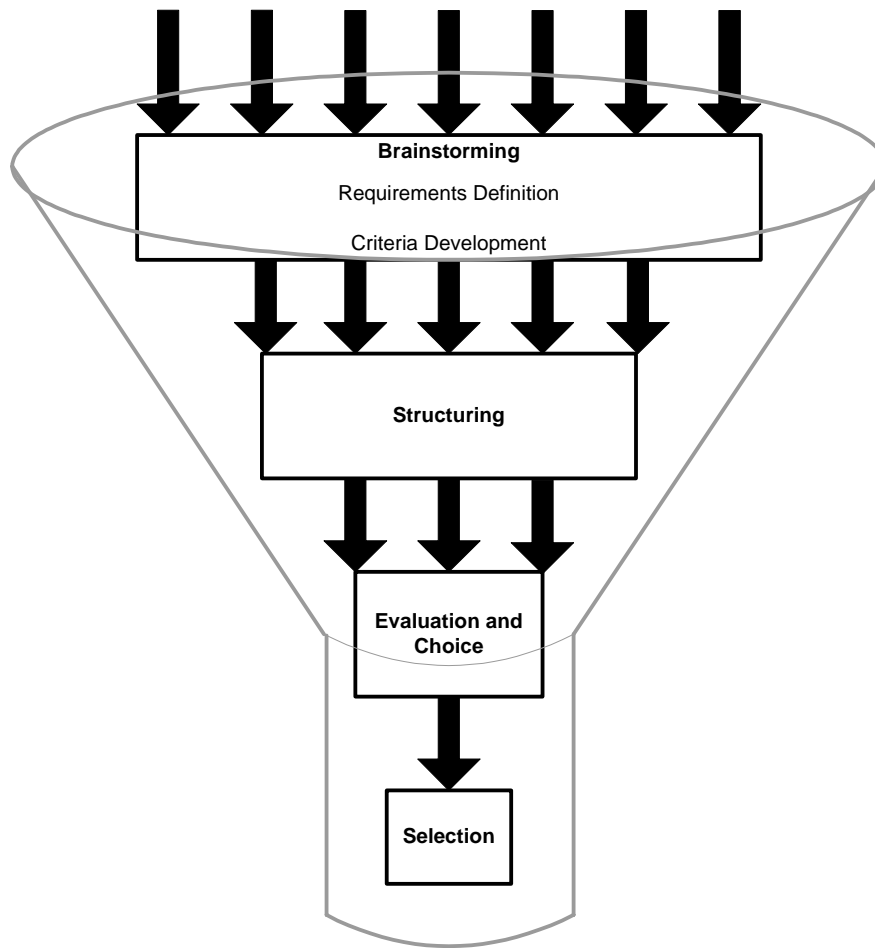 Brainstorming
Requirements Definition
Criteria Development
Structuring
Evaluation and
Choice
Selection